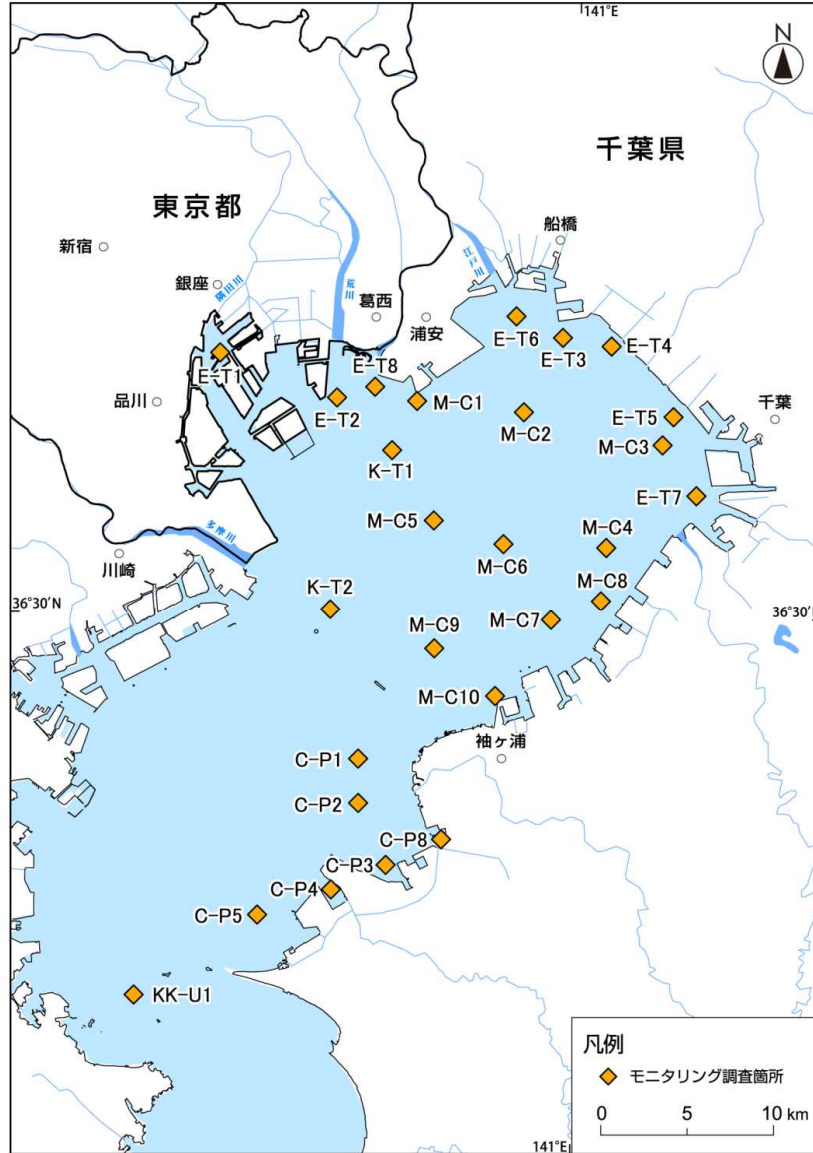 141°E
N
千葉県
東京都
船橋
新宿
江戸川
銀座
隅田川
荒川
葛西
浦安
E-T6
E-T3
E-T4
E-T1
E-T8
品川
E-T2
M-C1
M-C2
E-T5
千葉
M-C3
K-T1
E-T7
M-C5
多摩川
M-C6
M-C4
川崎
M-C8
36°30′N
36°30′
K-T2
M-C7
M-C9
M-C10
袖ヶ浦
C-P1
C-P2
C-P8
C-P3
C-P4
C-P5
KK-U1
凡例
モニタリング調査箇所
0 5 10 km
141°E